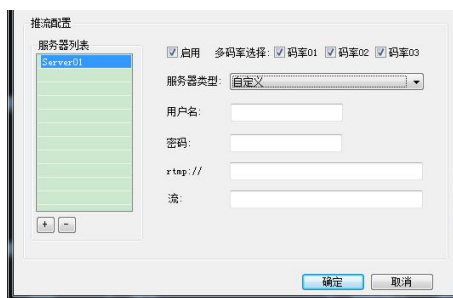 推流配置
服务器列表
Server01
启用 多码率选择: 码率01 码率02 码率03
服务器类型: 自定义
用户名:
密码:
rtmp://
流:
+ -
确定 取消